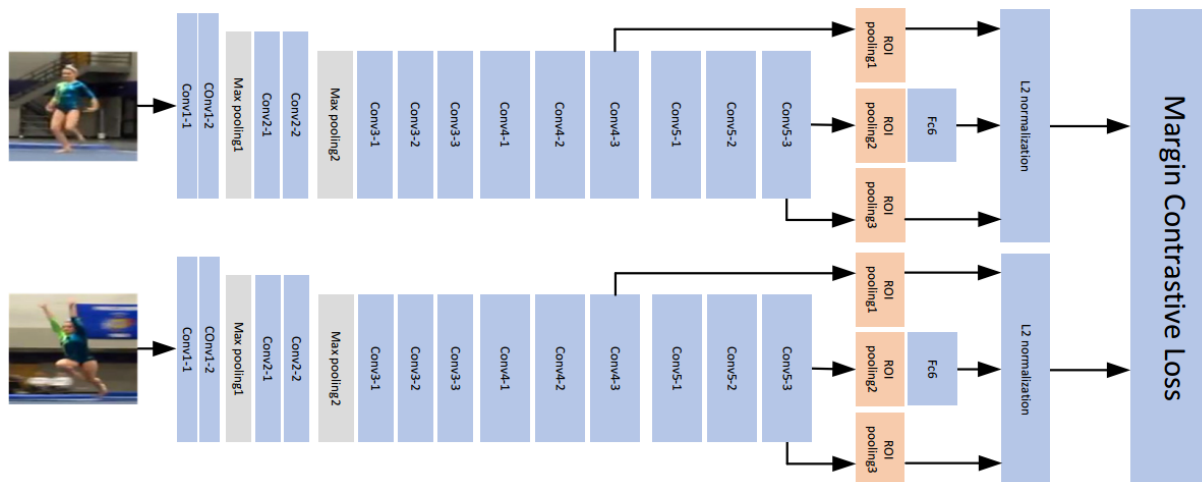 Conv1-1
COnv1-2
Max pooling1
Conv2-1
Conv2-2
Max pooling2
Conv3-1
Conv3-2
Conv3-3
Conv4-1
Conv4-2
Conv4-3
Conv5-1
Conv5-2
Conv5-3
ROI
pooling1
ROI
pooling2
Fc6
ROI
pooling3
L2 normalization
Conv1-1
COnv1-2
Max pooling1
Conv2-1
Conv2-2
Max pooling2
Conv3-1
Conv3-2
Conv3-3
Conv4-1
Conv4-2
Conv4-3
Conv5-1
Conv5-2
Conv5-3
ROI
pooling1
ROI
pooling2
Fc6
ROI
pooling3
L2 normalization
Margin Contrastive Loss